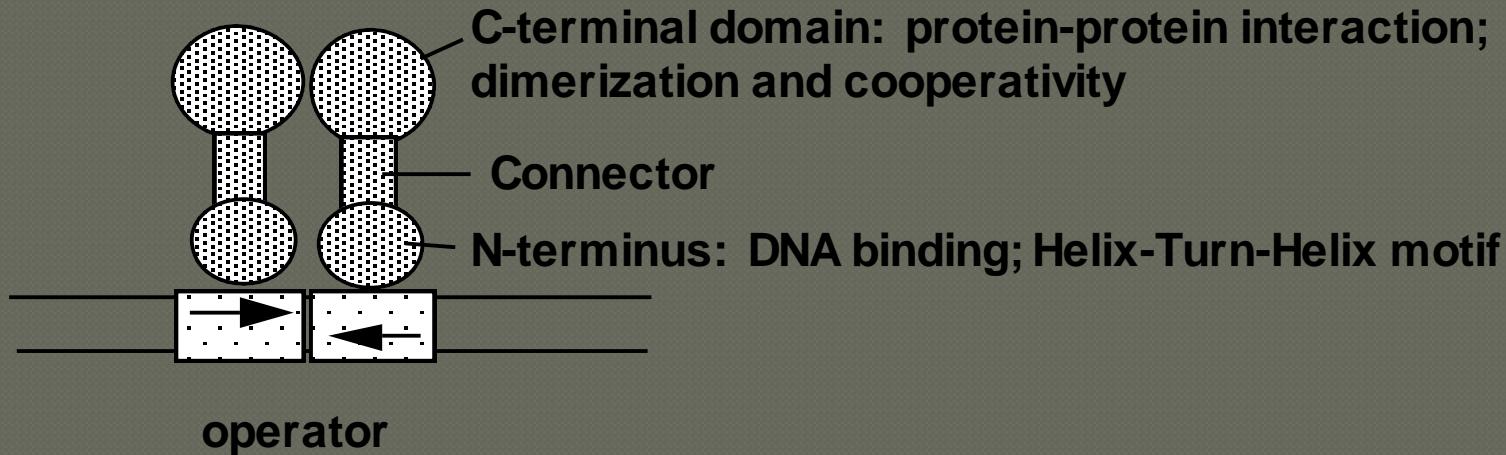 C-terminal domain: protein-protein interaction;
dimerization and cooperativity
Connector
N-terminus: DNA binding; Helix-Turn-Helix motif
operator